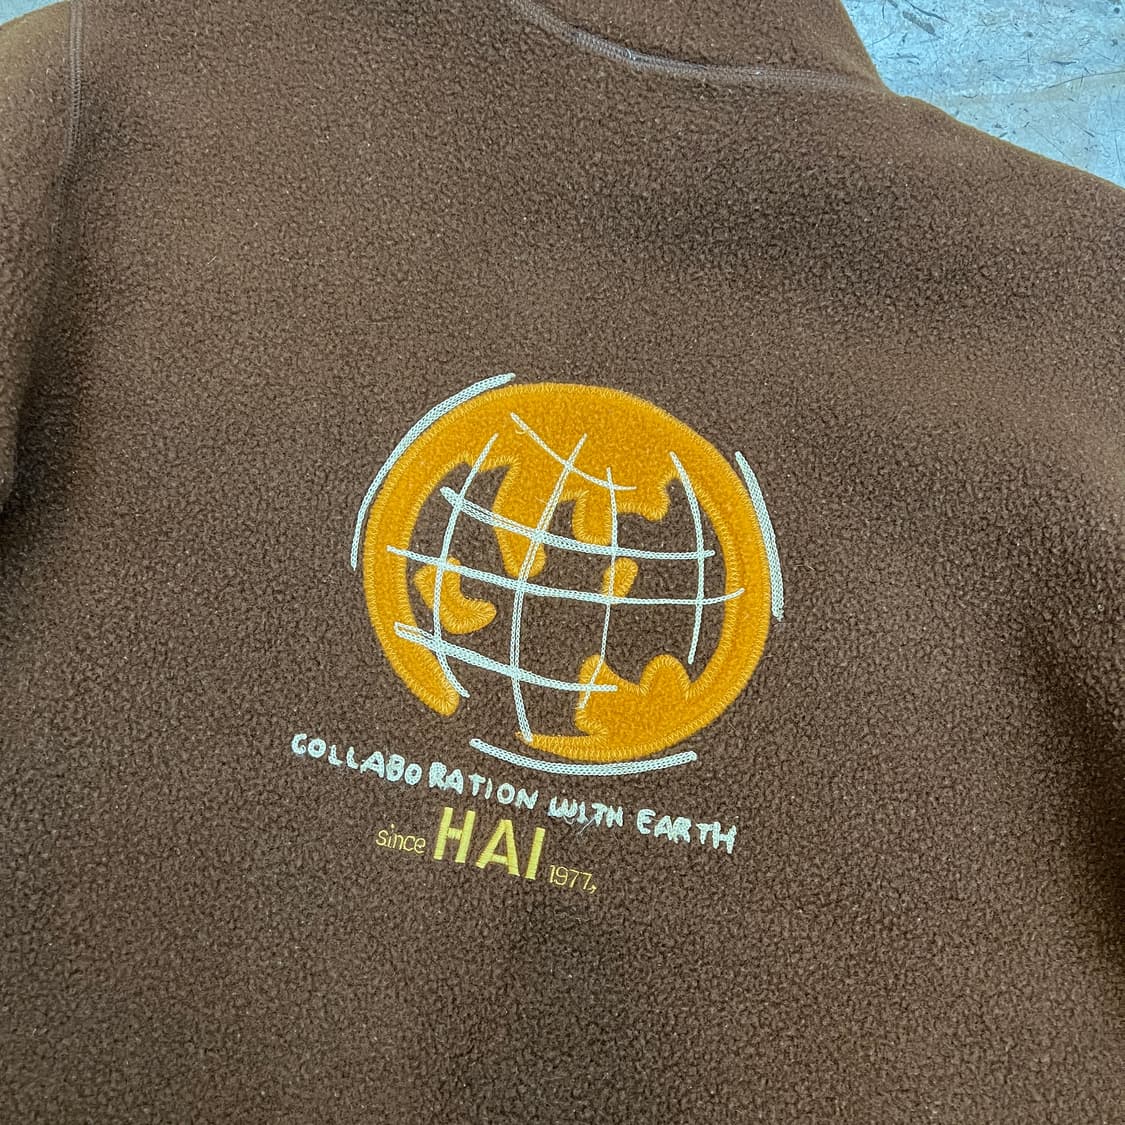 COLLABORATION WITH EARTH
since HAI 1977,